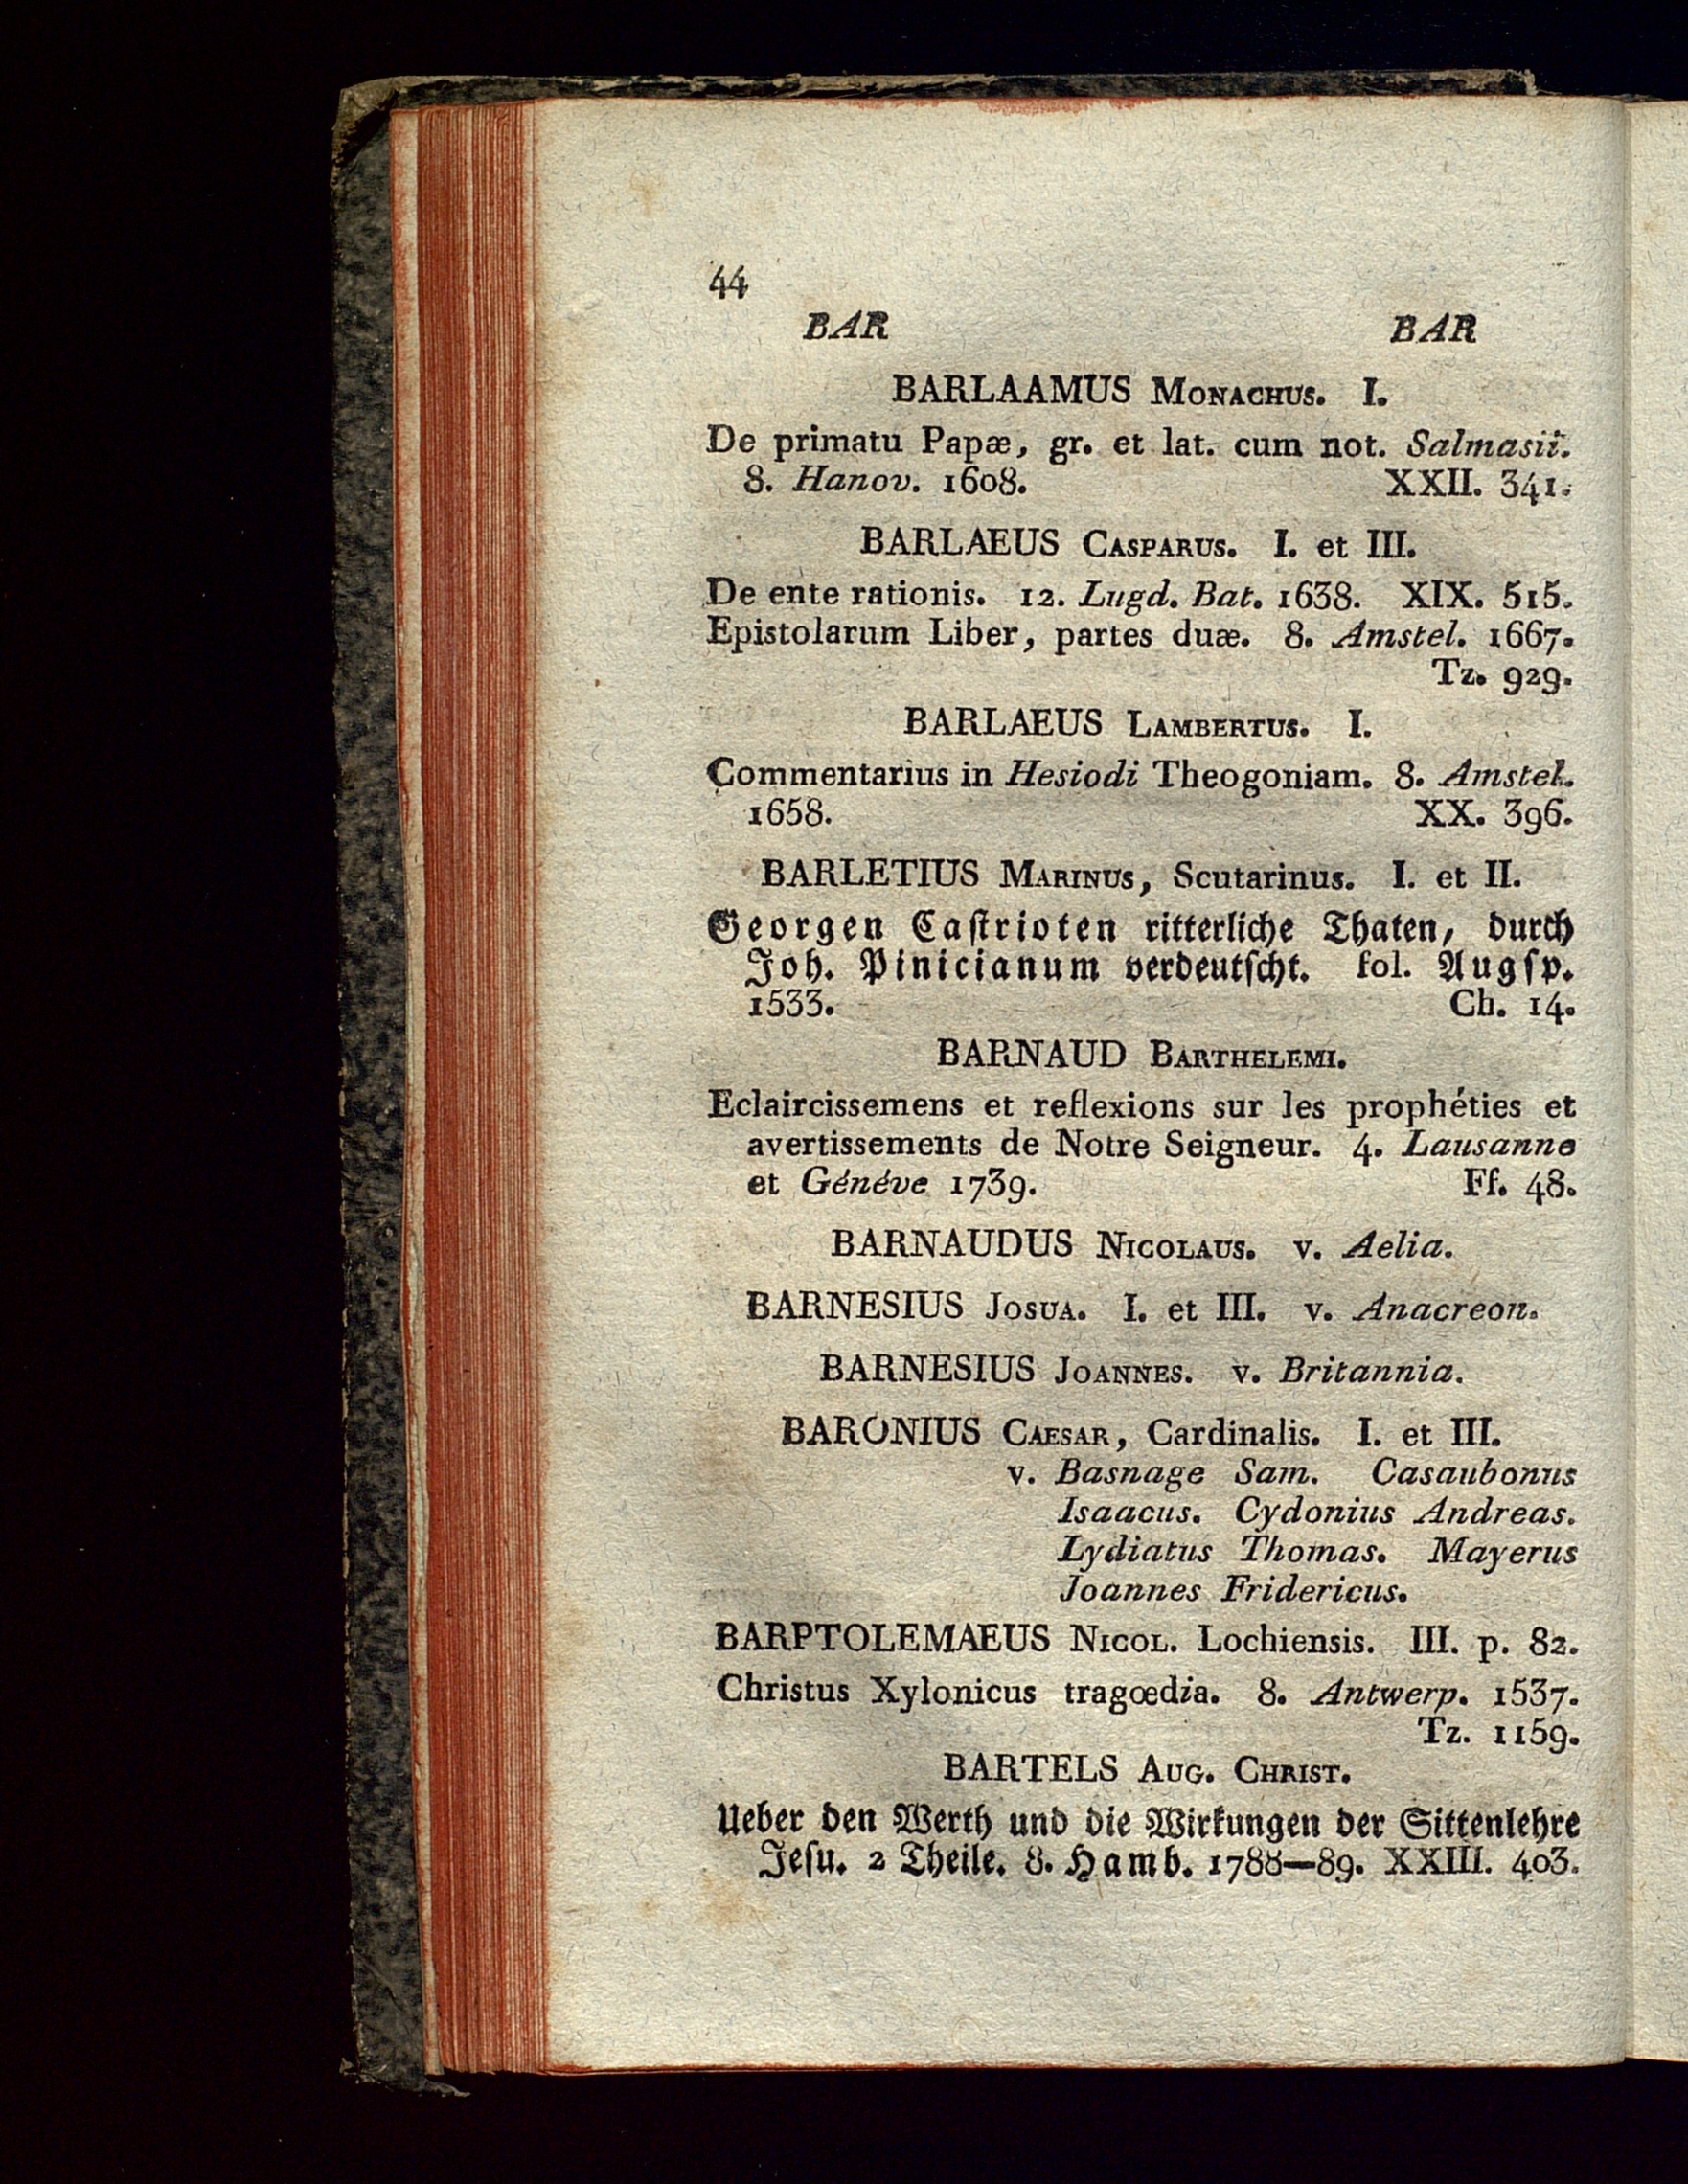 44
BAR BAR
BARLAAMUS Monachus. I.
De primatu Papæ, gr. et lat. cum not. Salmasii.
8. Hanov. 1608. XXII. 341.
BARLAEUS Casparus. I. et III.
De ente rationis. 12. Lugd. Bat. 1638. XIX. 515.
Epistolarum Liber, partes duæ. 8. Amstel. 1667.
Tz. 929.
BARLAEUS Lambertus. I.
Commentarius in Hesiodi Theogoniam. 8. Amstel.
1658. XX. 396.
BARLETIUS Marinus, Scutarinus. I. et II.
Georgen Caſtrioten ritterliche Thaten, durch
Joh. Pinicianum verdeutſcht. fol. Augſp.
1533. Ch. 14.
BARNAUD Barthelemi.
Eclaircissemens et reflexions sur les prophéties et
avertissements de Notre Seigneur. 4. Lausanne
et Généve 1739. Ff. 48.
BARNAUDUS Nicolaus. v. Aelia.
BARNESIUS Josua. I. et III. v. Anacreon.
BARNESIUS Joannes. v. Britannia.
BARONIUS Caesar, Cardinalis. I. et III.
v. Basnage Sam. Casaubonus
Isaacus. Cydonius Andreas.
Lydiatus Thomas. Mayerus
Joannes Fridericus.
BARPTOLEMAEUS Nicol. Lochiensis. III. p. 82.
Christus Xylonicus tragœdia. 8. Antwerp. 1537.
Tz. 1159.
BARTELS Aug. Christ.
Ueber den Werth und die Wirkungen der Sittenlehre
Jeſu. 2 Theile. 8. Hamb. 1788—89. XXIII. 403.